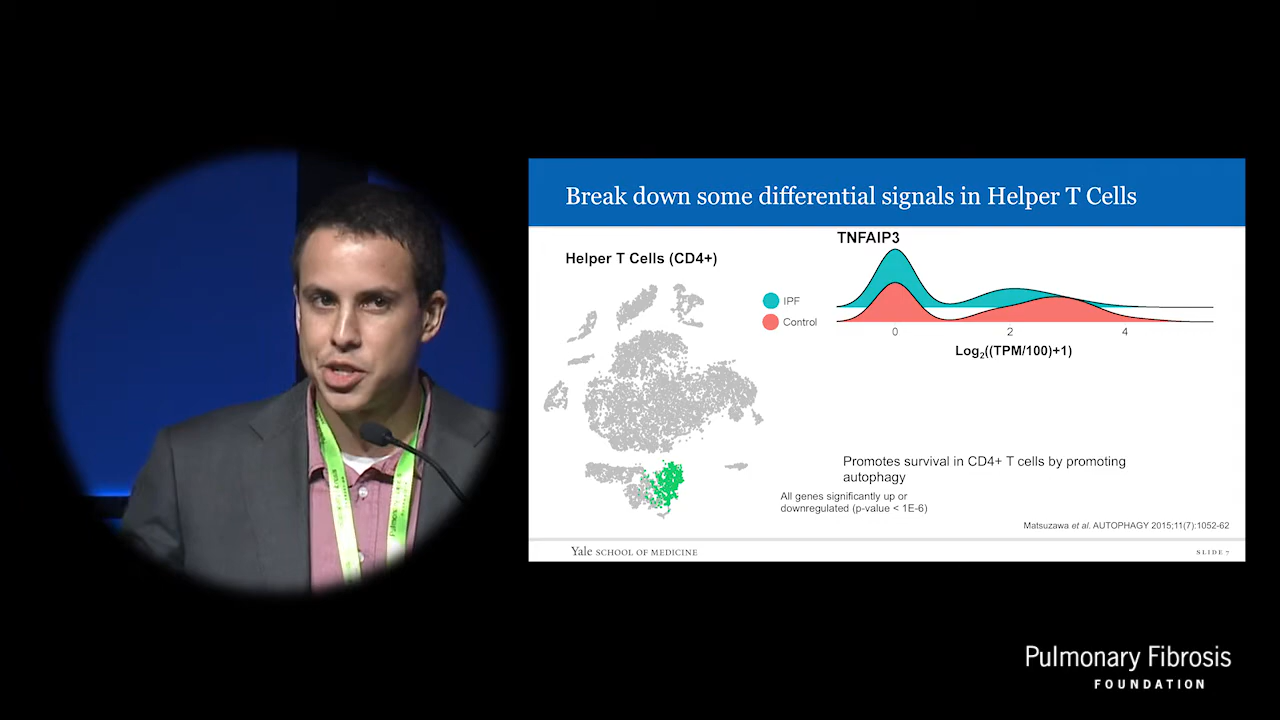 Break down some differential signals in Helper T Cells
Helper T Cells (CD4+)
TNFAIP3
IPF
Control
0 2 4
Log₂((TPM/100)+1)
Promotes survival in CD4+ T cells by promoting
autophagy
All genes significantly up or
downregulated (p-value < 1E-6)
Matsuzawa et al. AUTOPHAGY 2015;11(7):1052-62
Yale SCHOOL OF MEDICINE
SLIDE 7
Pulmonary Fibrosis
FOUNDATION